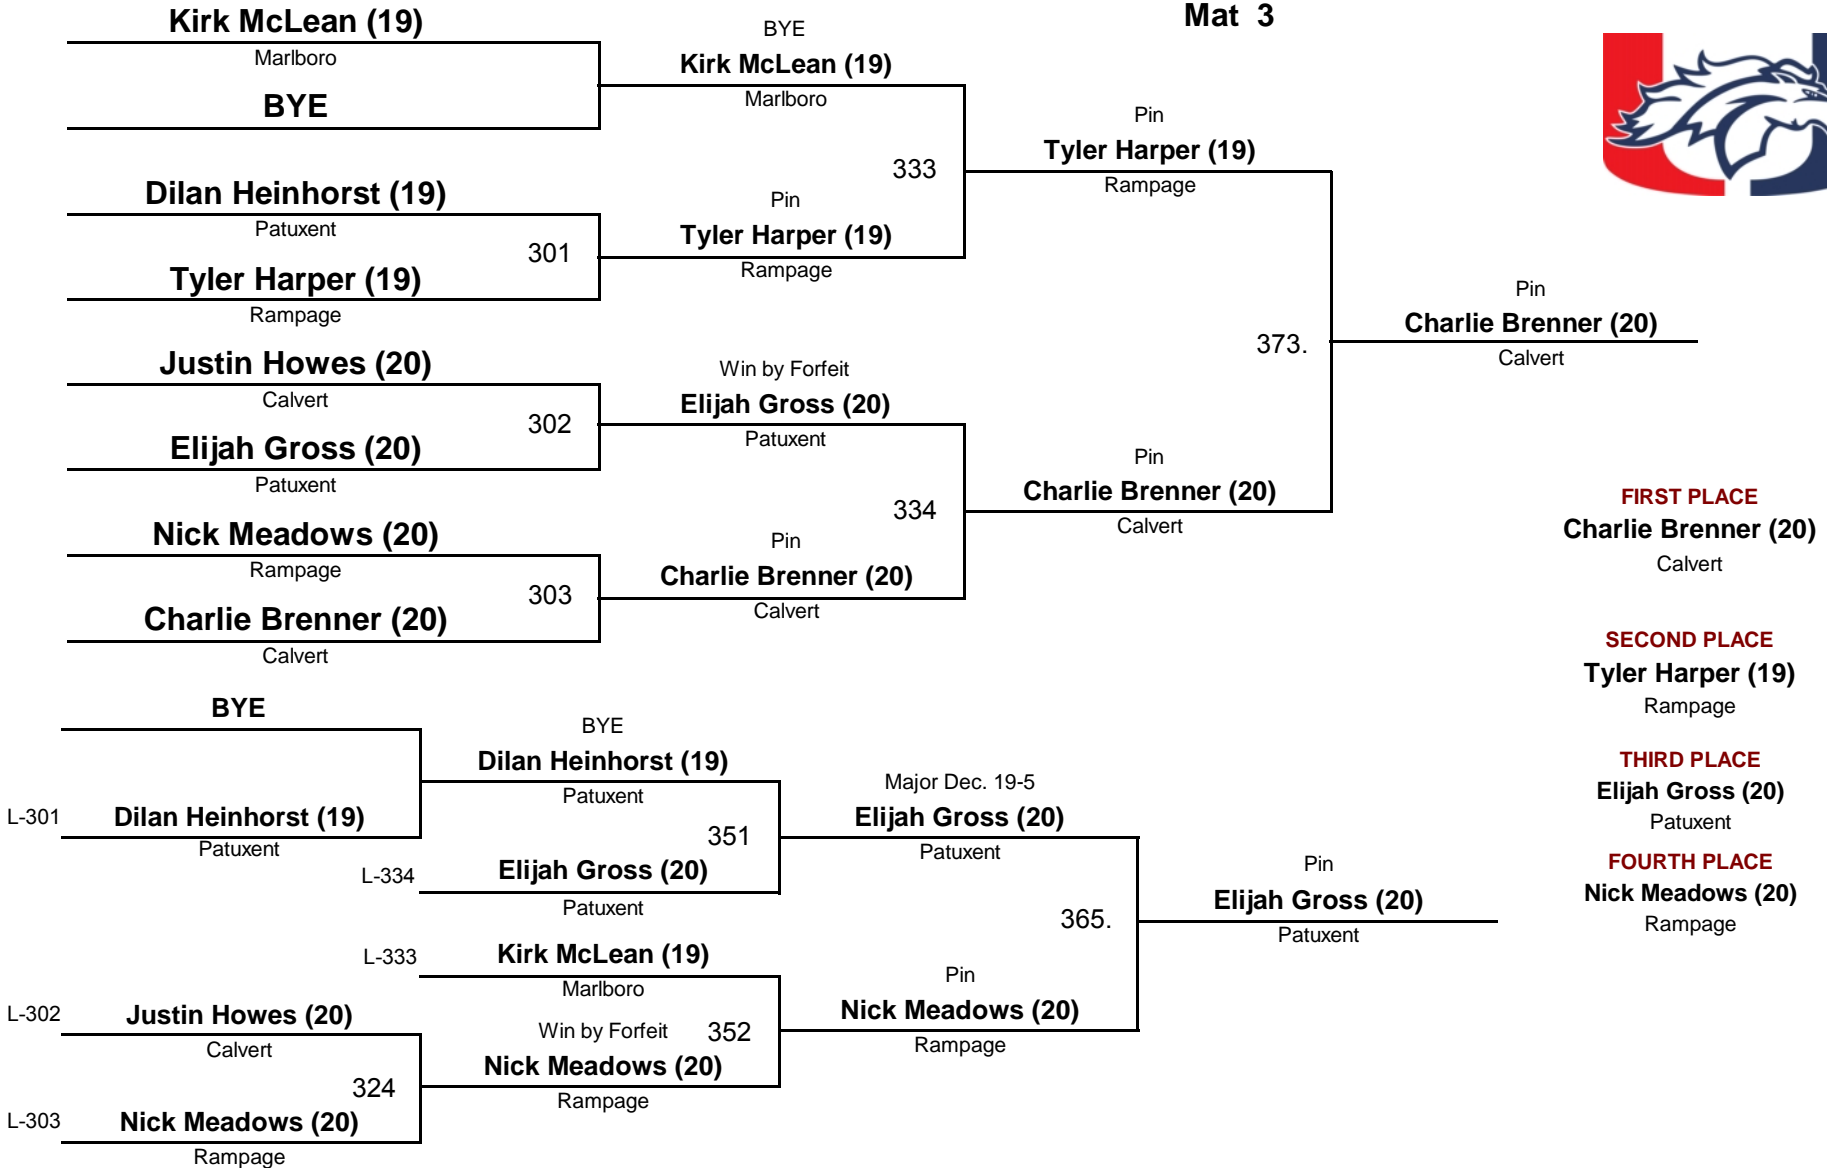 Mat 3
Kirk McLean (19)
Marlboro
BYE
Dilan Heinhorst (19)
Patuxent
301
Tyler Harper (19)
Rampage
Justin Howes (20)
Calvert
302
Elijah Gross (20)
Patuxent
Nick Meadows (20)
Rampage
303
Charlie Brenner (20)
Calvert
BYE
Kirk McLean (19)
Marlboro
333
Pin
Tyler Harper (19)
Rampage
Win by Forfeit
Elijah Gross (20)
Patuxent
334
Pin
Charlie Brenner (20)
Calvert
Pin
Tyler Harper (19)
Rampage
373.
Pin
Charlie Brenner (20)
Calvert
Pin
Charlie Brenner (20)
Calvert
FIRST PLACE
Charlie Brenner (20)
Calvert
SECOND PLACE
Tyler Harper (19)
Rampage
THIRD PLACE
Elijah Gross (20)
Patuxent
FOURTH PLACE
Nick Meadows (20)
Rampage
BYE
L-301
Dilan Heinhorst (19)
Patuxent
L-302
Justin Howes (20)
Calvert
324
L-303
Nick Meadows (20)
Rampage
BYE
Dilan Heinhorst (19)
Patuxent
351
L-334
Elijah Gross (20)
Patuxent
L-333
Kirk McLean (19)
Marlboro
Win by Forfeit
352
Nick Meadows (20)
Rampage
Major Dec. 19-5
Elijah Gross (20)
Patuxent
365.
Pin
Nick Meadows (20)
Rampage
Pin
Elijah Gross (20)
Patuxent